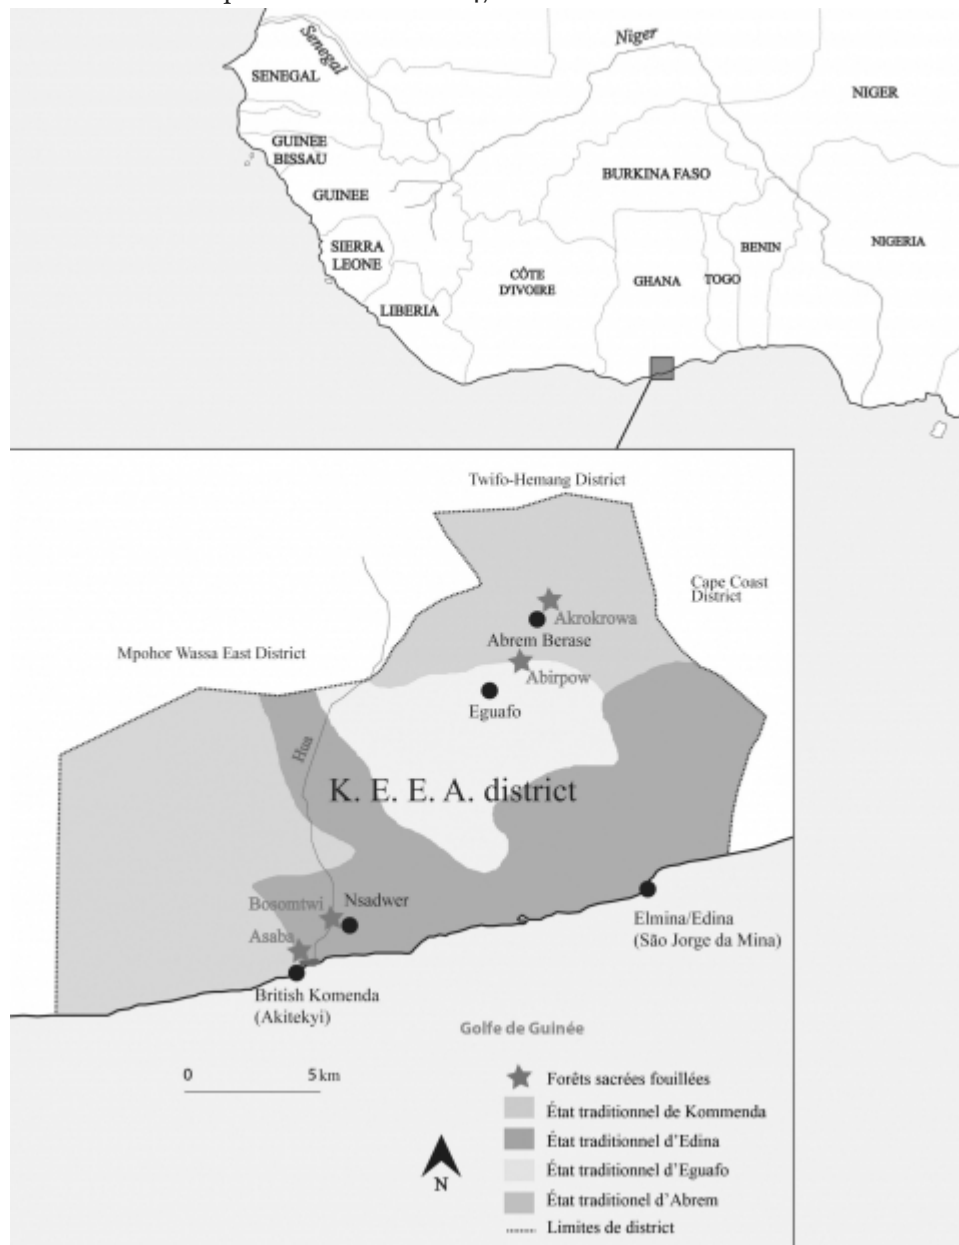 Senegal
Niger
SENEGAL
NIGER
GUINEE
BISSAU
BURKINA FASO
GUINEE
SIERRA
LEONE
BENIN
NIGERIA
CÔTE
D'IVOIRE
GHANA
TOGO
LIBERIA
Twifo-Hemang District
Cape Coast
District
Akrokrowa
Abrem Berase
Mpohor Wassa East District
Abirpow
Eguafo
Hua
K. E. E. A. district
Bosomtwi
Nsadwer
Asaba
Elmina/Edina
(São Jorge da Mina)
British Komenda
(Akitekyi)
Golfe de Guinée
0 5 km
Forêts sacrées fouillées
État traditionnel de Kommenda
État traditionnel d'Edina
État traditionnel d'Eguafo
État traditionel d'Abrem
Limites de district
N